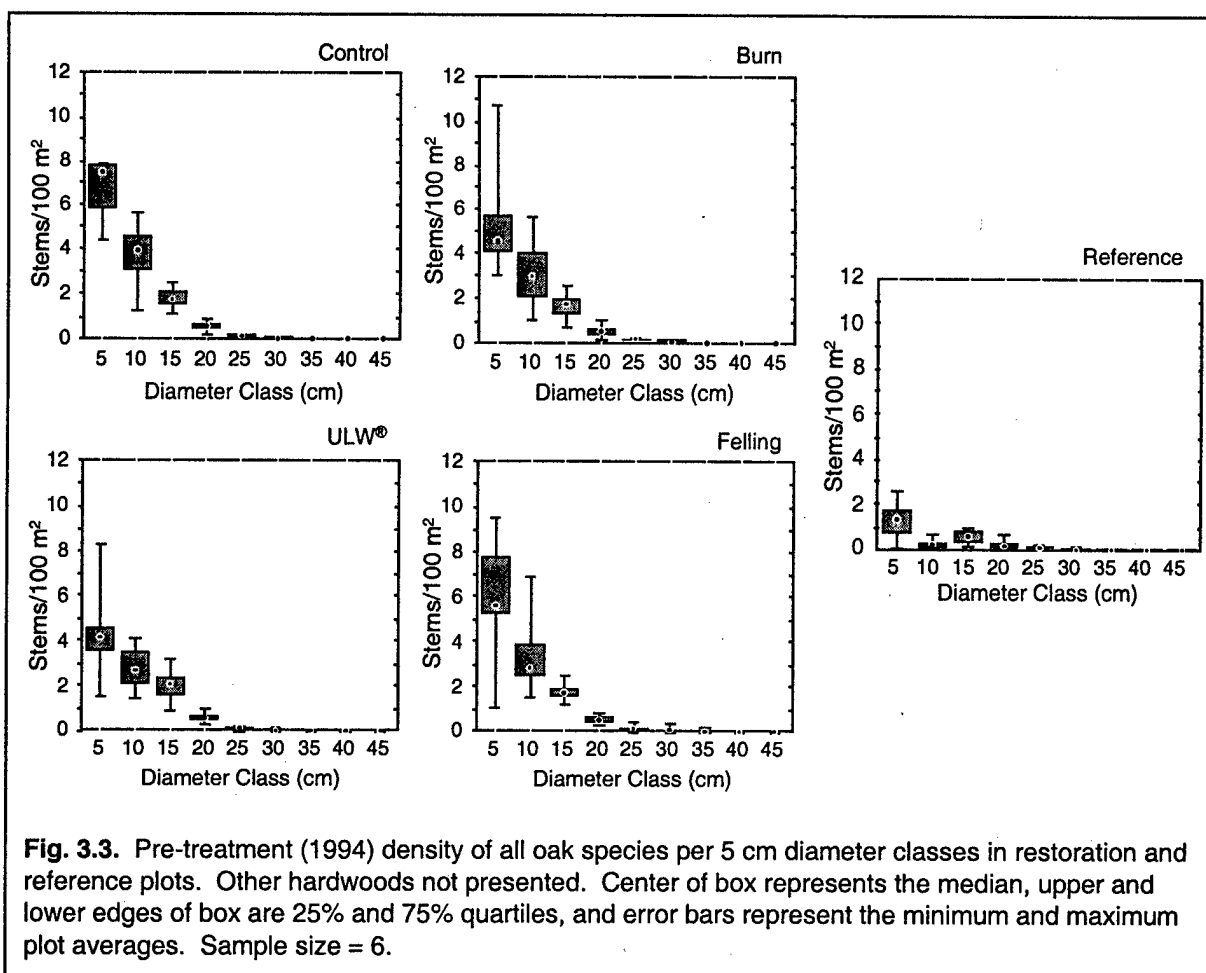 Control
12
10
8
6
4
2
0
Stems/100 m²
5 10 15 20 25 30 35 40 45
Diameter Class (cm)
Burn
12
10
8
6
4
2
0
Stems/100 m²
5 10 15 20 25 30 35 40 45
Diameter Class (cm)
Reference
12
10
8
6
4
2
0
Stems/100 m²
5 10 15 20 25 30 35 40 45
Diameter Class (cm)
ULW®
12
10
8
6
4
2
0
Stems/100 m²
5 10 15 20 25 30 35 40 45
Diameter Class (cm)
Felling
12
10
8
6
4
2
0
Stems/100 m²
5 10 15 20 25 30 35 40 45
Diameter Class (cm)
Fig. 3.3. Pre-treatment (1994) density of all oak species per 5 cm diameter classes in restoration and
reference plots. Other hardwoods not presented. Center of box represents the median, upper and
lower edges of box are 25% and 75% quartiles, and error bars represent the minimum and maximum
plot averages. Sample size = 6.